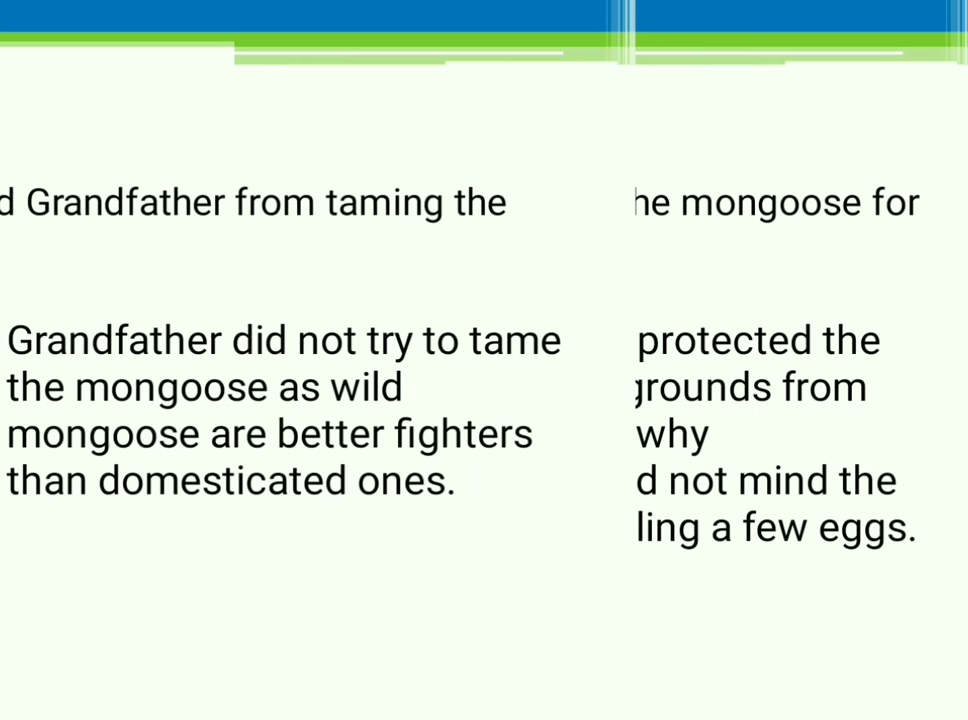 d Grandfather from taming the
Grandfather did not try to tame
the mongoose as wild
mongoose are better fighters
than domesticated ones.
he mongoose for
protected the
grounds from
why
d not mind the
ling a few eggs.